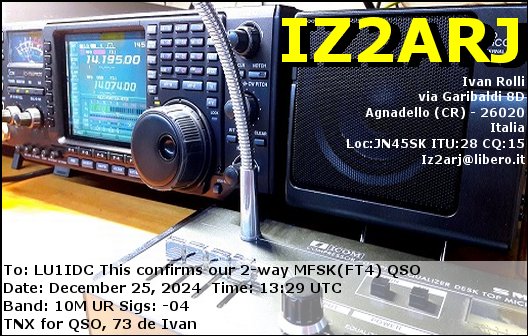 IZ2ARJ
Ivan Rolli
via Garibaldi 8D
Agnadello (CR) - 26020
Italia
Loc:JN45SK ITU:28 CQ:15
Iz2arj@libero.it
14.195.00
14.074.00
ICOM
To: LU1IDC This confirms our 2-way MFSK(FT4) QSO
Date: December 25, 2024 Time: 13:29 UTC
Band: 10M UR Sigs: -04
TNX for QSO, 73 de Ivan